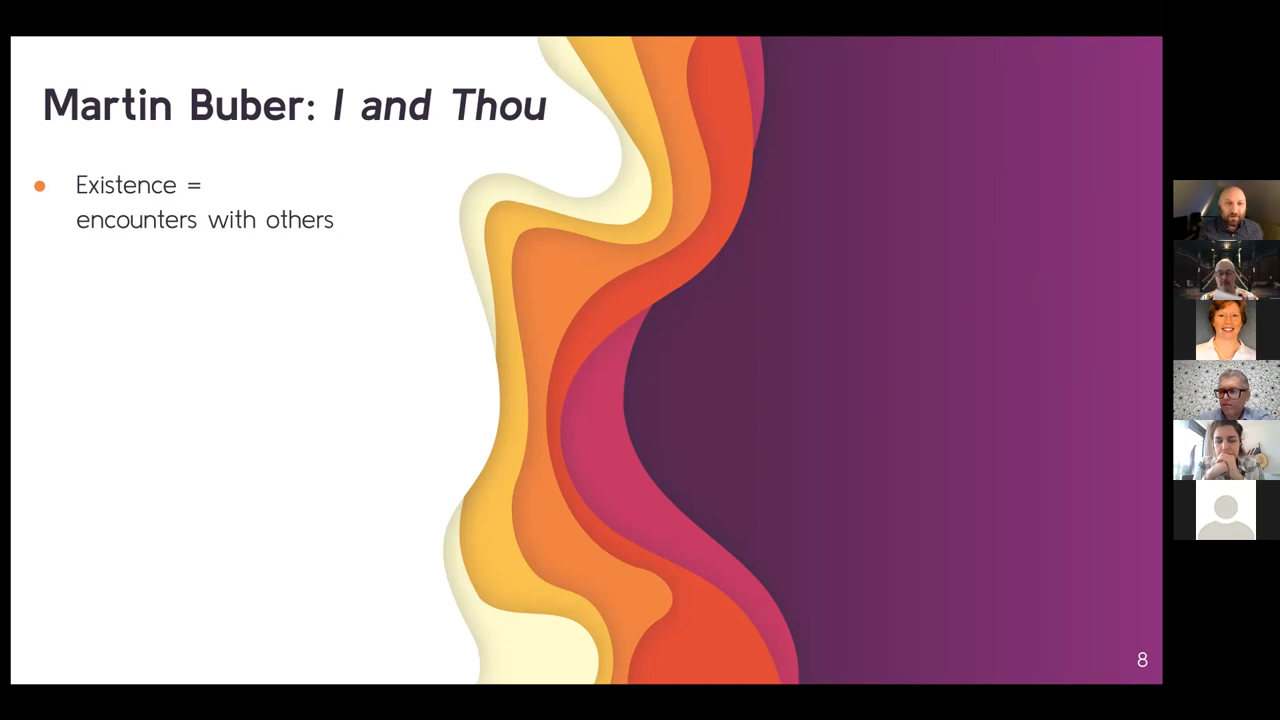 Martin Buber: I and Thou
Existence =
encounters with others
8